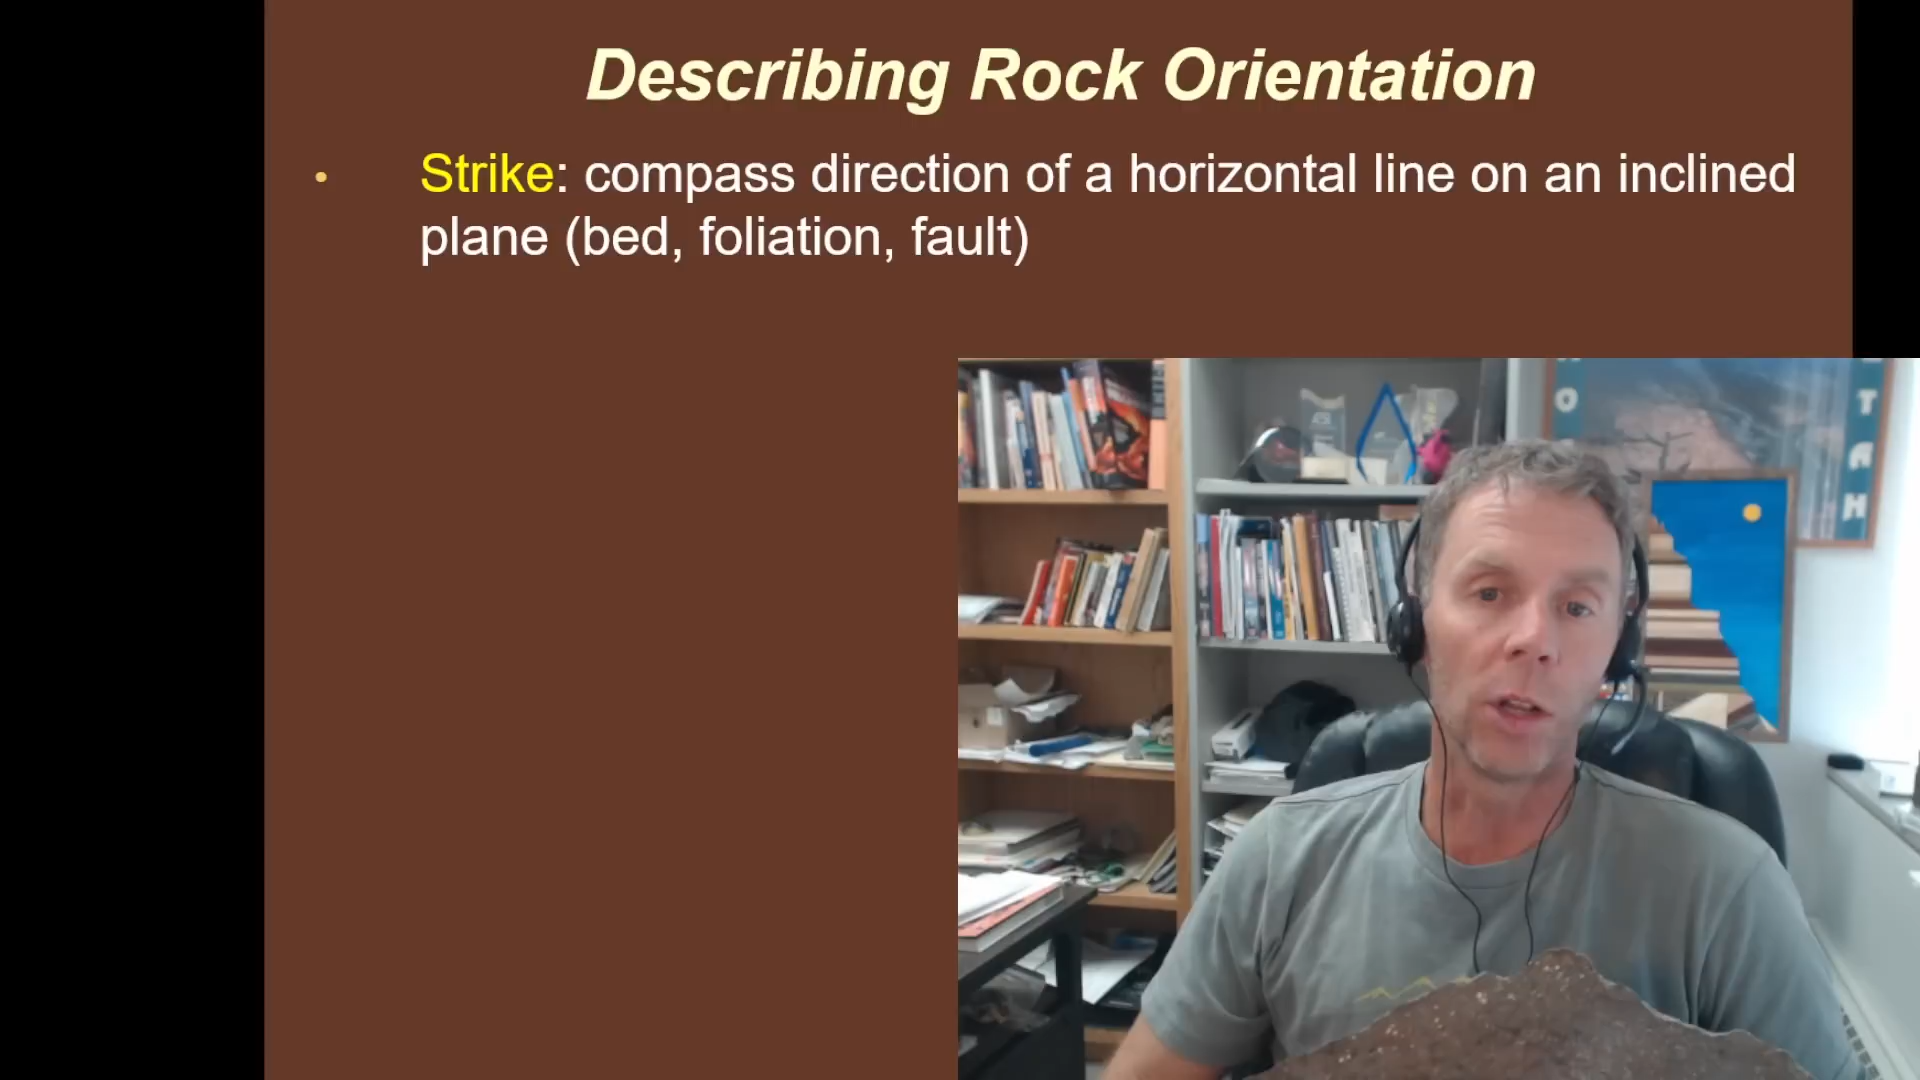 Describing Rock Orientation
• Strike: compass direction of a horizontal line on an inclined
plane (bed, foliation, fault)
O
T
A
H